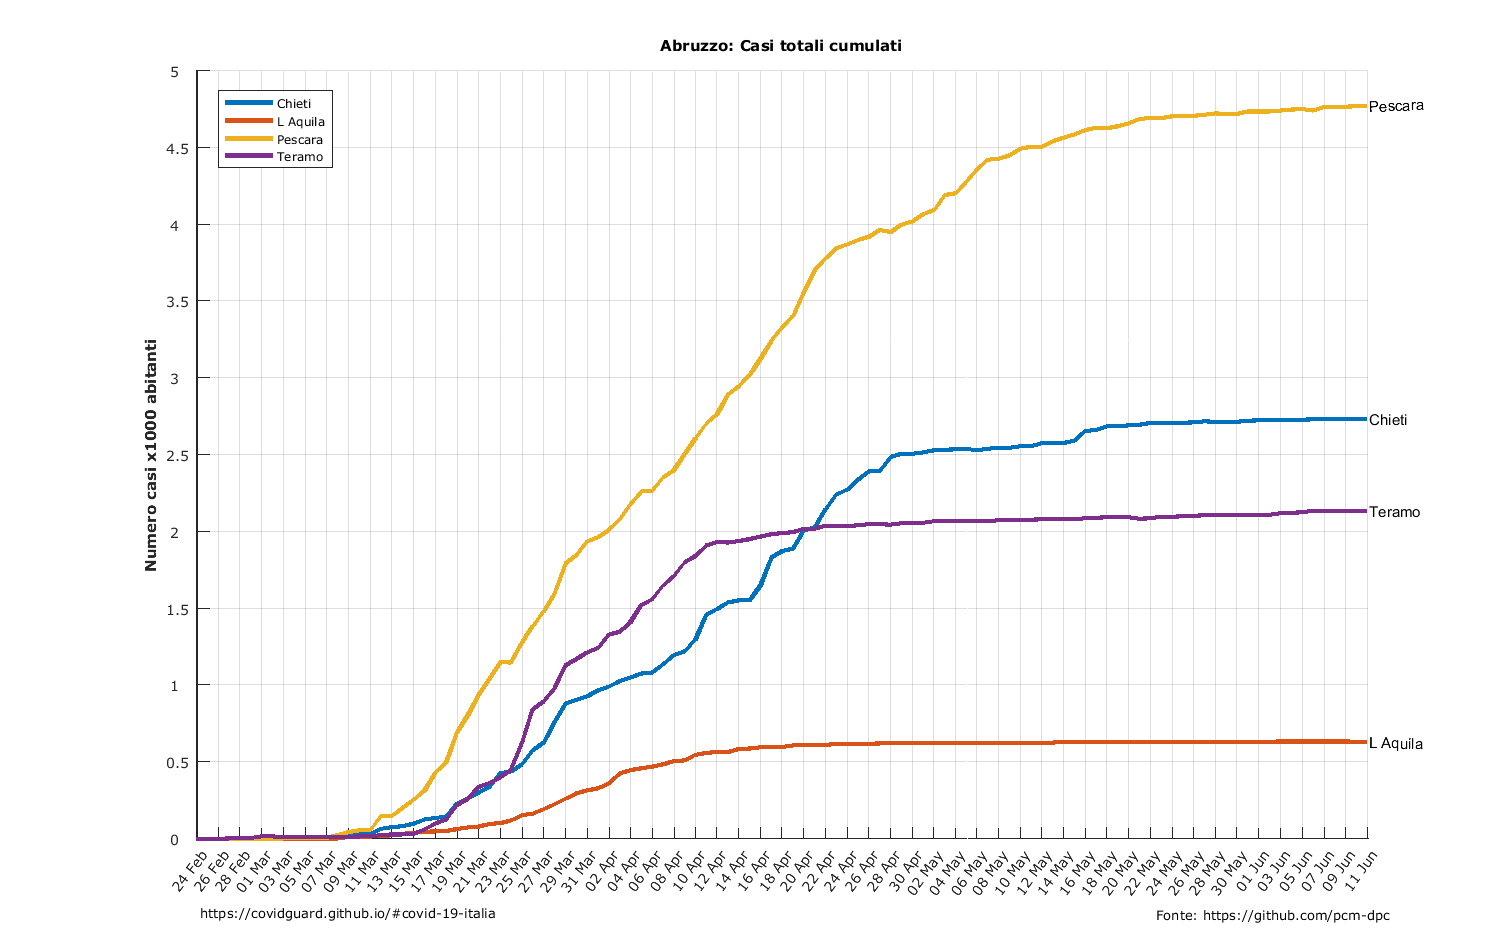 Abruzzo: Casi totali cumulati
Numero casi x1000 abitanti
5
4.5
4
3.5
3
2.5
2
1.5
1
0.5
0
Chieti
L Aquila
Pescara
Teramo
Pescara
Chieti
Teramo
L Aquila
24 Feb
26 Feb
28 Feb
01 Mar
03 Mar
05 Mar
07 Mar
09 Mar
11 Mar
13 Mar
15 Mar
17 Mar
19 Mar
21 Mar
23 Mar
25 Mar
27 Mar
29 Mar
31 Mar
02 Apr
04 Apr
06 Apr
08 Apr
10 Apr
12 Apr
14 Apr
16 Apr
18 Apr
20 Apr
22 Apr
24 Apr
26 Apr
28 Apr
30 Apr
02 May
04 May
06 May
08 May
10 May
12 May
14 May
16 May
18 May
20 May
22 May
24 May
26 May
28 May
30 May
01 Jun
03 Jun
05 Jun
07 Jun
09 Jun
11 Jun
https://covidguard.github.io/#covid-19-italia
Fonte: https://github.com/pcm-dpc